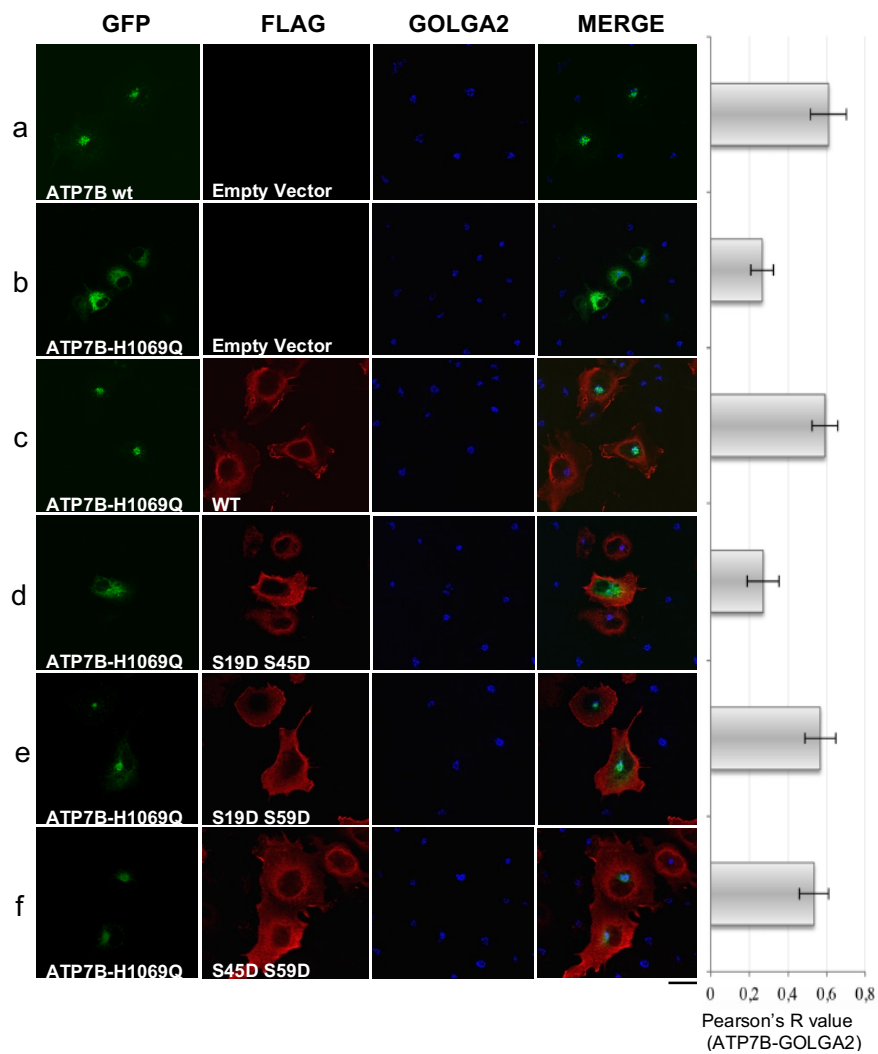 GFP FLAG GOLGA2 MERGE
a
ATP7B wt Empty Vector
b
ATP7B-H1069Q Empty Vector
c
ATP7B-H1069Q WT
d
ATP7B-H1069Q S19D S45D
e
ATP7B-H1069Q S19D S59D
f
ATP7B-H1069Q S45D S59D
0 0,2 0,4 0,6 0,8
Pearson's R value
(ATP7B-GOLGA2)